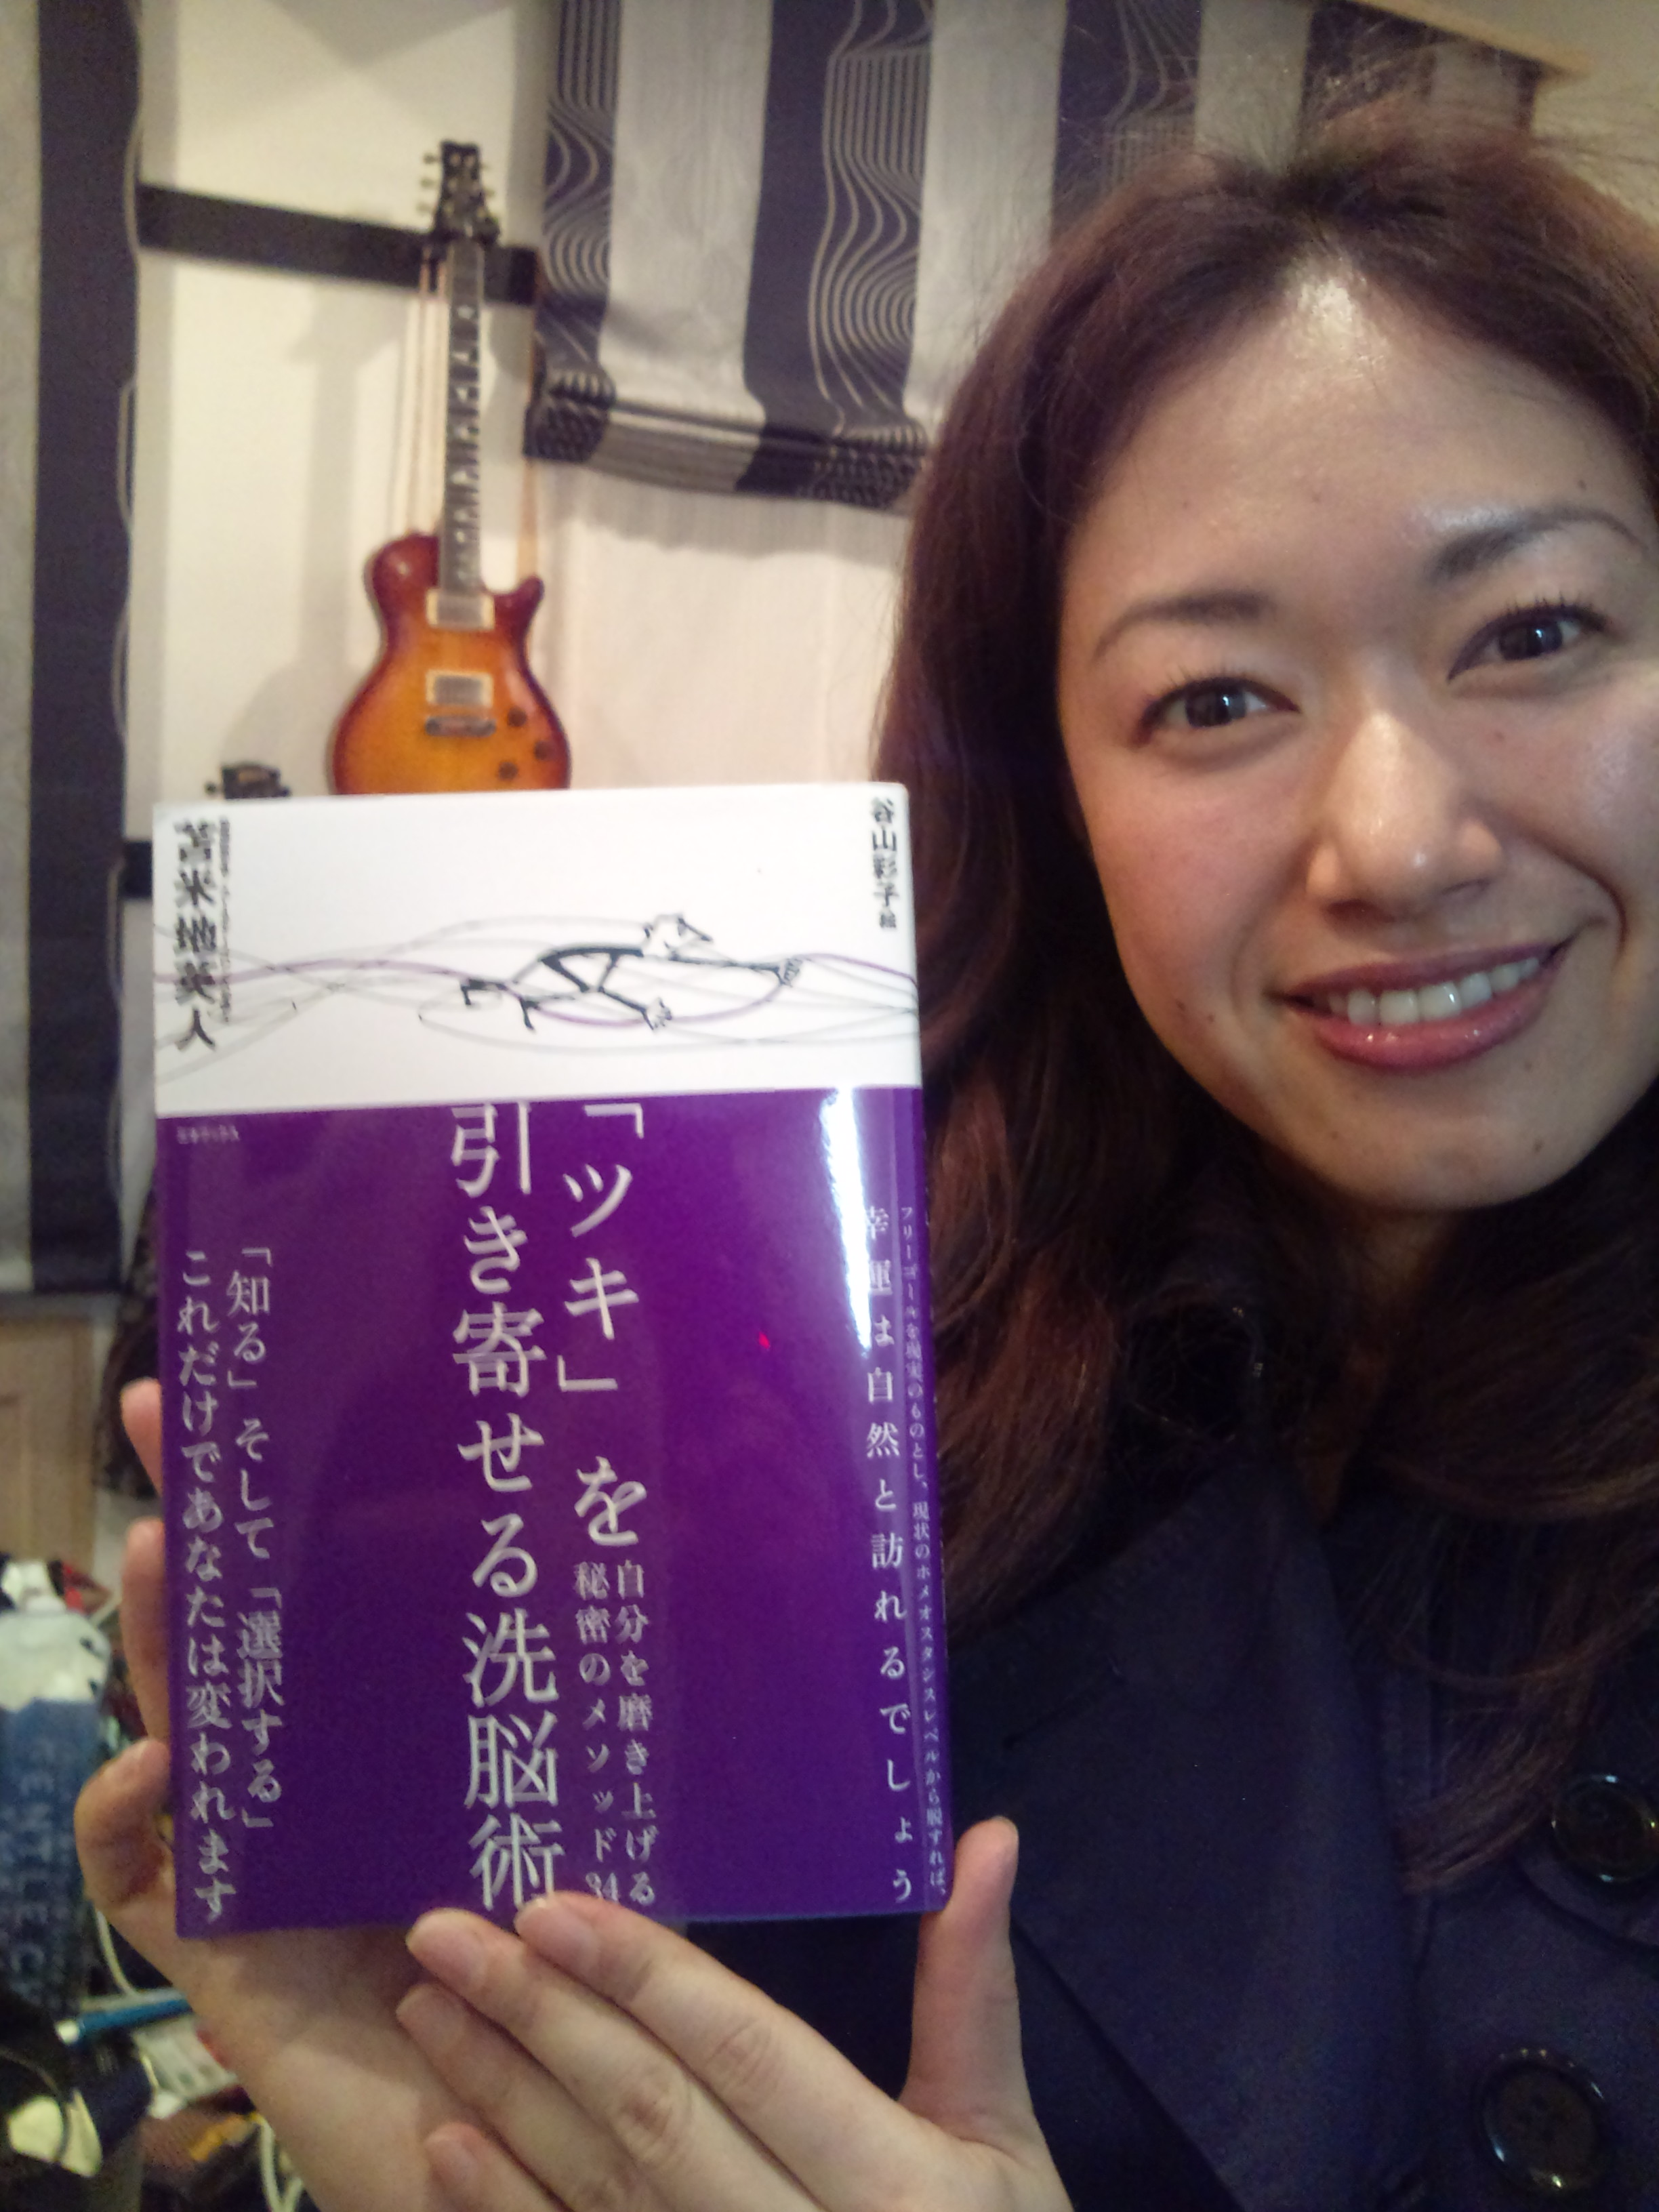 谷山彩子 絵
苫米地英人
フリーゴールを現実のものとし、現状のホメオスタシスレベルから脱すれば、
幸運は自然と訪れるでしょう
「ツキ」を
引き寄せる洗脳術
自分を磨き上げる
秘密のメソッド34
「知る」そして「選択する」
これだけであなたは変われます